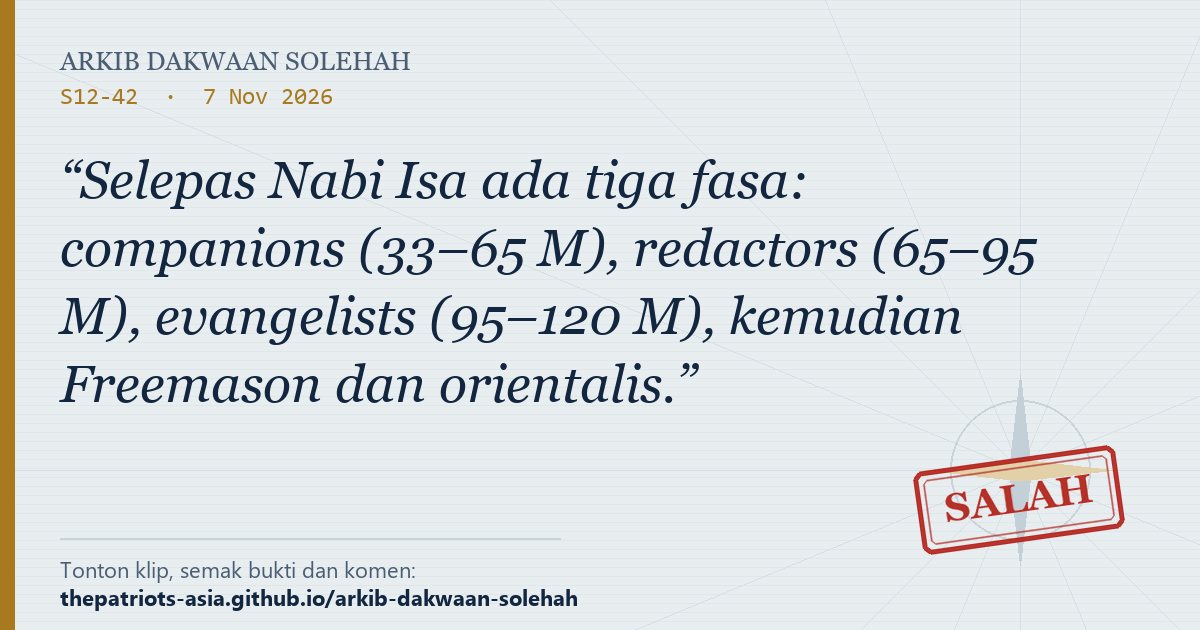 ARKIB DAKWAAN SOLEHAH
S12-42 · 7 Nov 2026
“Selepas Nabi Isa ada tiga fasa:
companions (33–65 M), redactors (65–95
M), evangelists (95–120 M), kemudian
Freemason dan orientalis.”
SALAH
Tonton klip, semak bukti dan komen:
thepatriots-asia.github.io/arkib-dakwaan-solehah